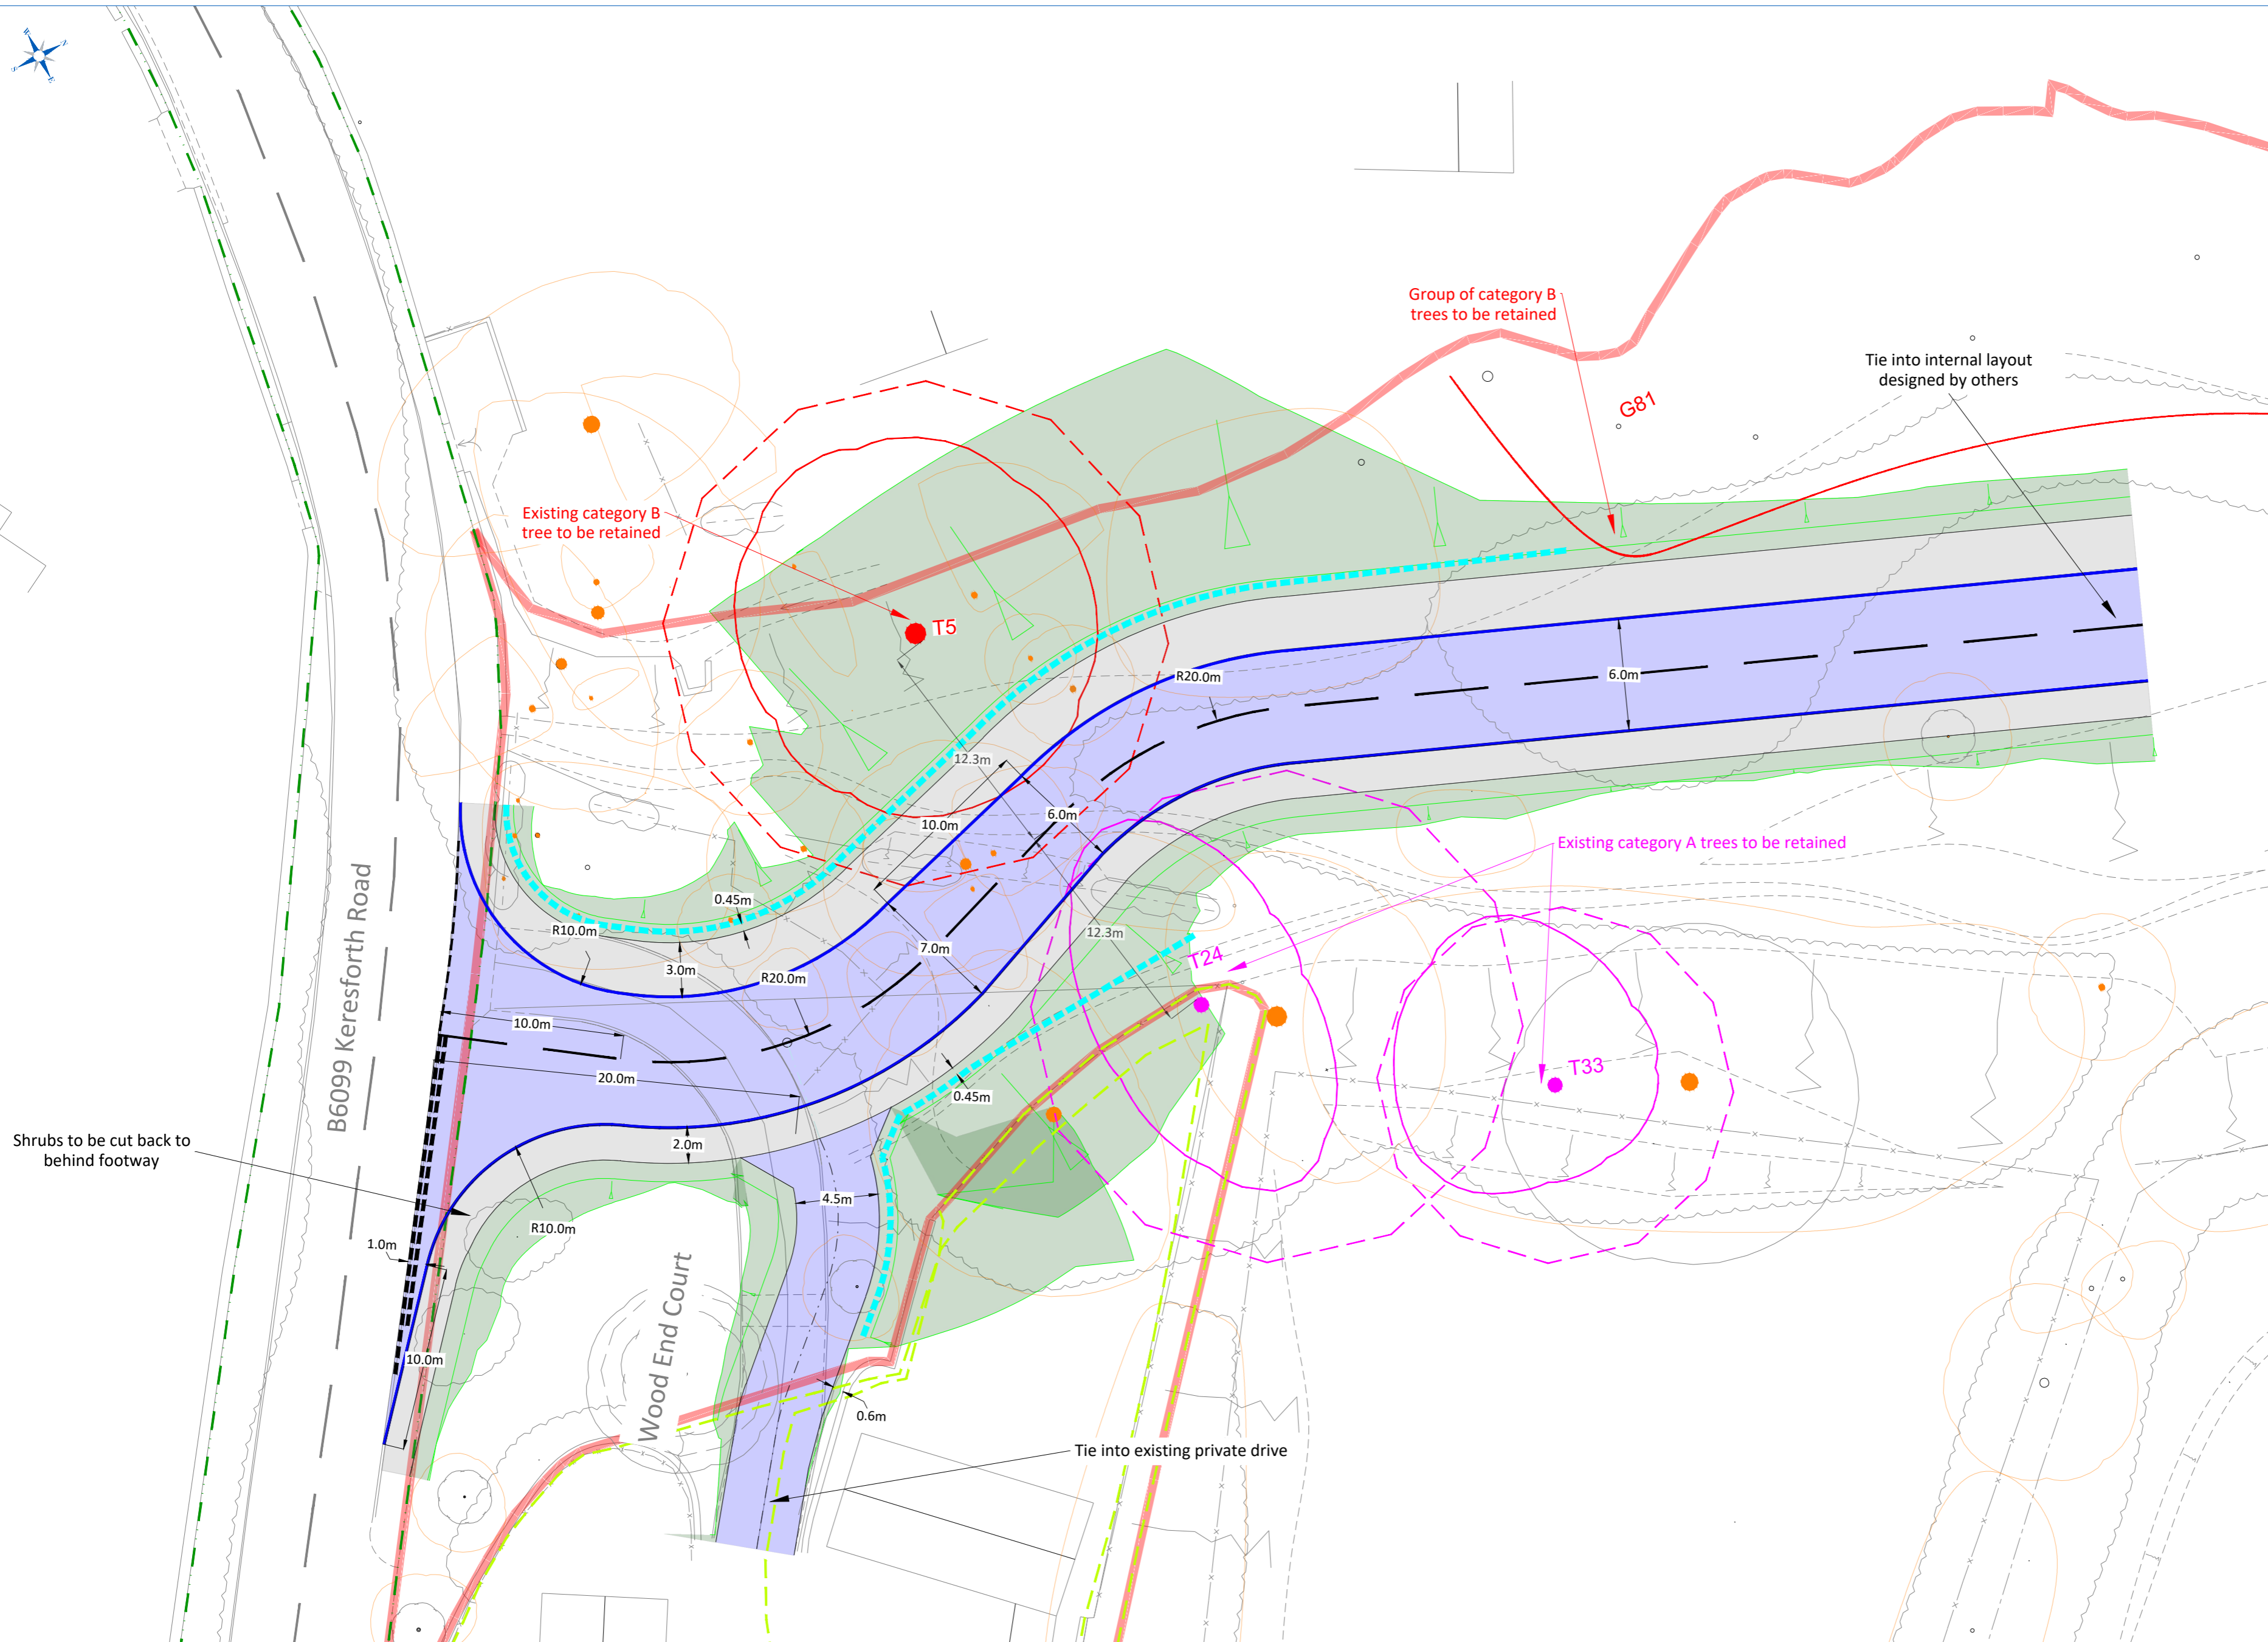 N
Z
E
S
Group of category B
trees to be retained
G81
Tie into internal layout
designed by others
Existing category B
tree to be retained
T5
R20.0m
6.0m
12.3m
10.0m
6.0m
Existing category A trees to be retained
B6099 Keresforth Road
0.45m
R10.0m
3.0m
R20.0m
7.0m
12.3m
T24
10.0m
20.0m
0.45m
T33
Shrubs to be cut back to
behind footway
2.0m
4.5m
R10.0m
1.0m
10.0m
Wood End Court
0.6m
Tie into existing private drive